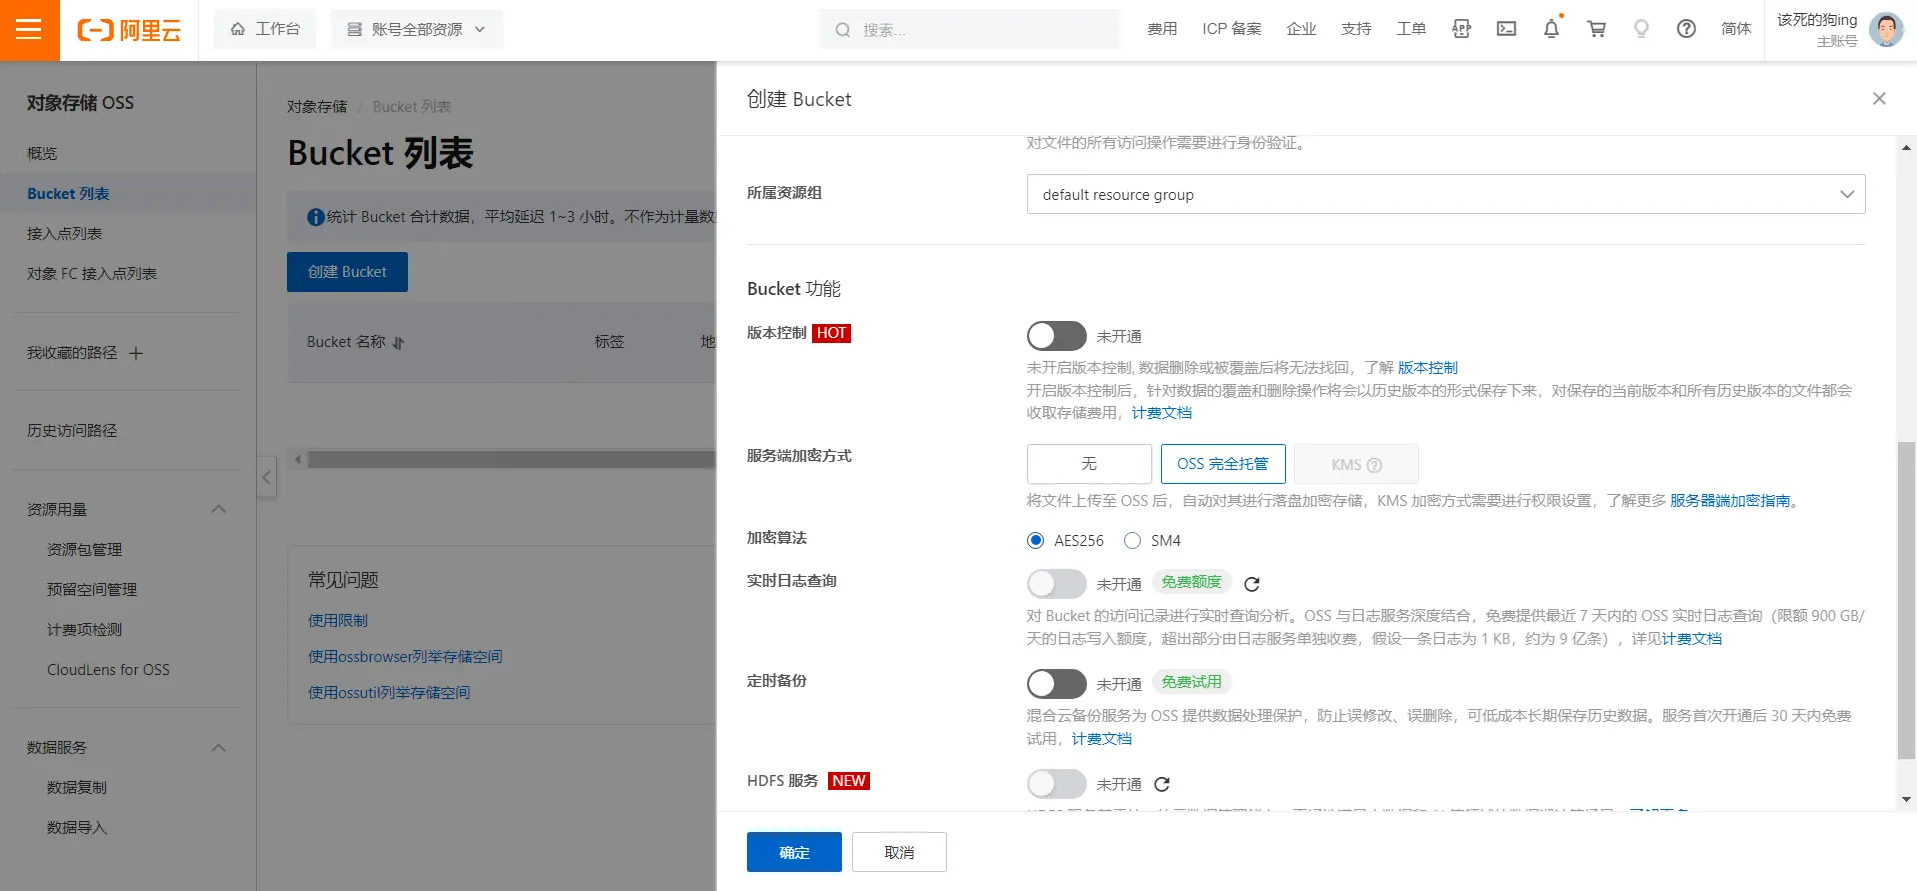 阿里云
工作台
账号全部资源
搜索...
费用
ICP 备案
企业
支持
工单
APP
简体
该死的狗ing
主账号
对象存储 OSS
概览
Bucket 列表
接入点列表
对象 FC 接入点列表
我收藏的路径
历史访问路径
资源用量
资源包管理
预留空间管理
计费项检测
CloudLens for OSS
数据服务
数据复制
数据导入
对象存储 / Bucket 列表
Bucket 列表
统计 Bucket 合计数据，平均延迟 1~3 小时。不作为计量数
创建 Bucket
Bucket 名称
标签
地
常见问题
使用限制
使用ossbrowser列举存储空间
使用ossutil列举存储空间
创建 Bucket
对文件的所有访问操作需要进行身份验证。
所属资源组
default resource group
Bucket 功能
版本控制 HOT
未开通
未开启版本控制, 数据删除或被覆盖后将无法找回，了解 版本控制
开启版本控制后，针对数据的覆盖和删除操作将会以历史版本的形式保存下来，对保存的当前版本和所有历史版本的文件都会
收取存储费用，计费文档
服务端加密方式
无
OSS 完全托管
KMS
将文件上传至 OSS 后，自动对其进行落盘加密存储，KMS 加密方式需要进行权限设置，了解更多 服务器端加密指南。
加密算法
AES256
SM4
实时日志查询
未开通
免费额度
对 Bucket 的访问记录进行实时查询分析。OSS 与日志服务深度结合，免费提供最近 7 天内的 OSS 实时日志查询（限额 900 GB/
天的日志写入额度，超出部分由日志服务单独收费，假设一条日志为 1 KB，约为 9 亿条），详见计费文档
定时备份
未开通
免费试用
混合云备份服务为 OSS 提供数据处理保护，防止误修改、误删除，可低成本长期保存历史数据。服务首次开通后 30 天内免费
试用，计费文档
HDFS 服务 NEW
未开通
确定
取消